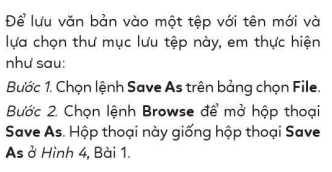 Để lưu văn bản vào một tệp với tên mới và
lựa chọn thư mục lưu tệp này, em thực hiện
như sau:
Bước 1. Chọn lệnh Save As trên bảng chọn File.
Bước 2. Chọn lệnh Browse để mở hộp thoại
Save As. Hộp thoại này giống hộp thoại Save
As ở Hình 4, Bài 1.